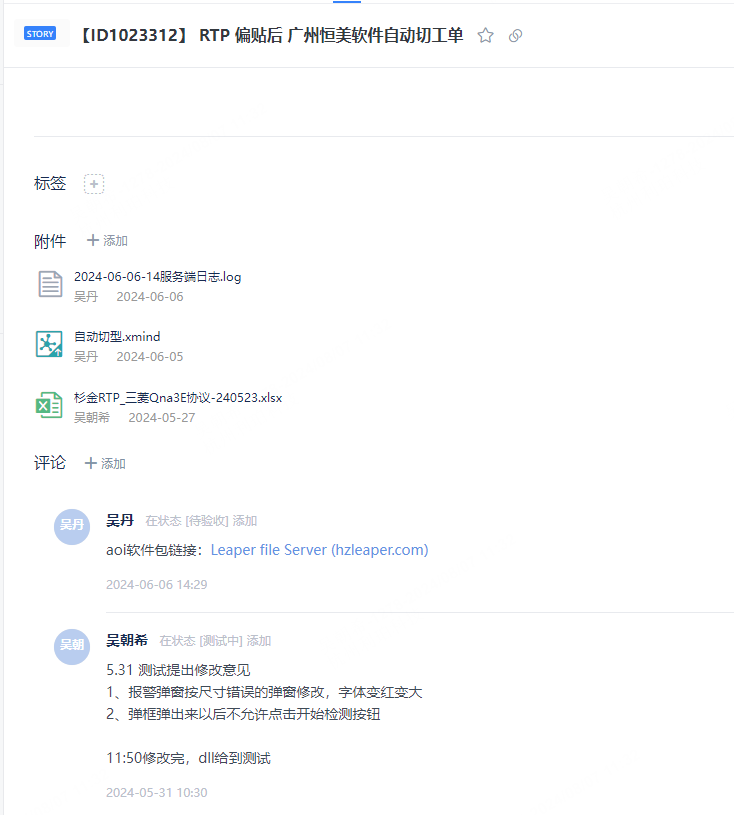 STORY 【ID1023312】 RTP 偏贴后 广州恒美软件自动切工单
标签
附件 添加
2024-06-06-14服务端日志.log
吴丹 2024-06-06
自动切型.xmind
吴丹 2024-06-05
杉金RTP_三菱Qna3E协议-240523.xlsx
吴朝希 2024-05-27
评论 添加
吴丹 吴丹 在状态 [待验收] 添加
aoi软件包链接：Leaper file Server (hzleaper.com)
2024-06-06 14:29
吴朝 吴朝希 在状态 [测试中] 添加
5.31 测试提出修改意见
1、报警弹窗按尺寸错误的弹窗修改，字体变红变大
2、弹框弹出来以后不允许点击开始检测按钮
11:50修改完，dll给到测试
2024-05-31 10:30